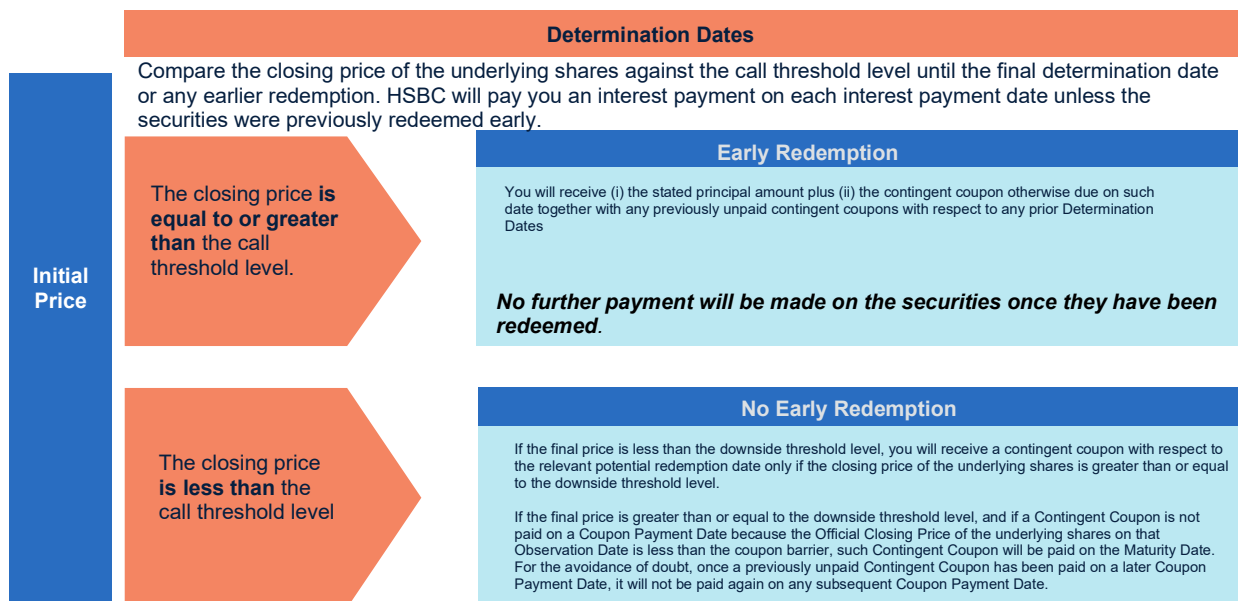 Determination Dates
Compare the closing price of the underlying shares against the call threshold level until the final determination date
or any earlier redemption. HSBC will pay you an interest payment on each interest payment date unless the
securities were previously redeemed early.
Initial
Price
The closing price is
equal to or greater
than the call
threshold level.
Early Redemption
You will receive (i) the stated principal amount plus (ii) the contingent coupon otherwise due on such
date together with any previously unpaid contingent coupons with respect to any prior Determination
Dates
No further payment will be made on the securities once they have been
redeemed.
The closing price
is less than the
call threshold level
No Early Redemption
If the final price is less than the downside threshold level, you will receive a contingent coupon with respect to
the relevant potential redemption date only if the closing price of the underlying shares is greater than or equal
to the downside threshold level.
If the final price is greater than or equal to the downside threshold level, and if a Contingent Coupon is not
paid on a Coupon Payment Date because the Official Closing Price of the underlying shares on that
Observation Date is less than the coupon barrier, such Contingent Coupon will be paid on the Maturity Date.
For the avoidance of doubt, once a previously unpaid Contingent Coupon has been paid on a later Coupon
Payment Date, it will not be paid again on any subsequent Coupon Payment Date.